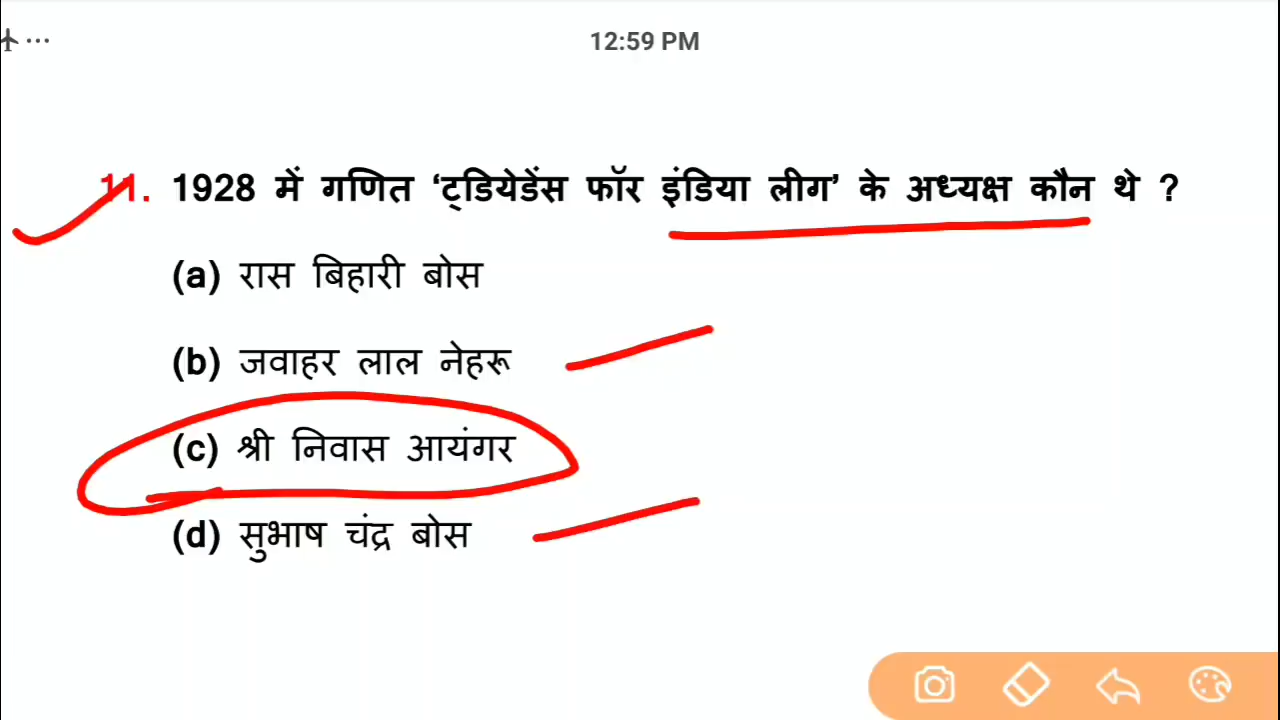 12:59 PM
11. 1928 में गणित ‘ट्डियेडेंस फॉर इंडिया लीग’ के अध्यक्ष कौन थे ?
(a) रास बिहारी बोस
(b) जवाहर लाल नेहरू
(c) श्री निवास आयंगर
(d) सुभाष चंद्र बोस